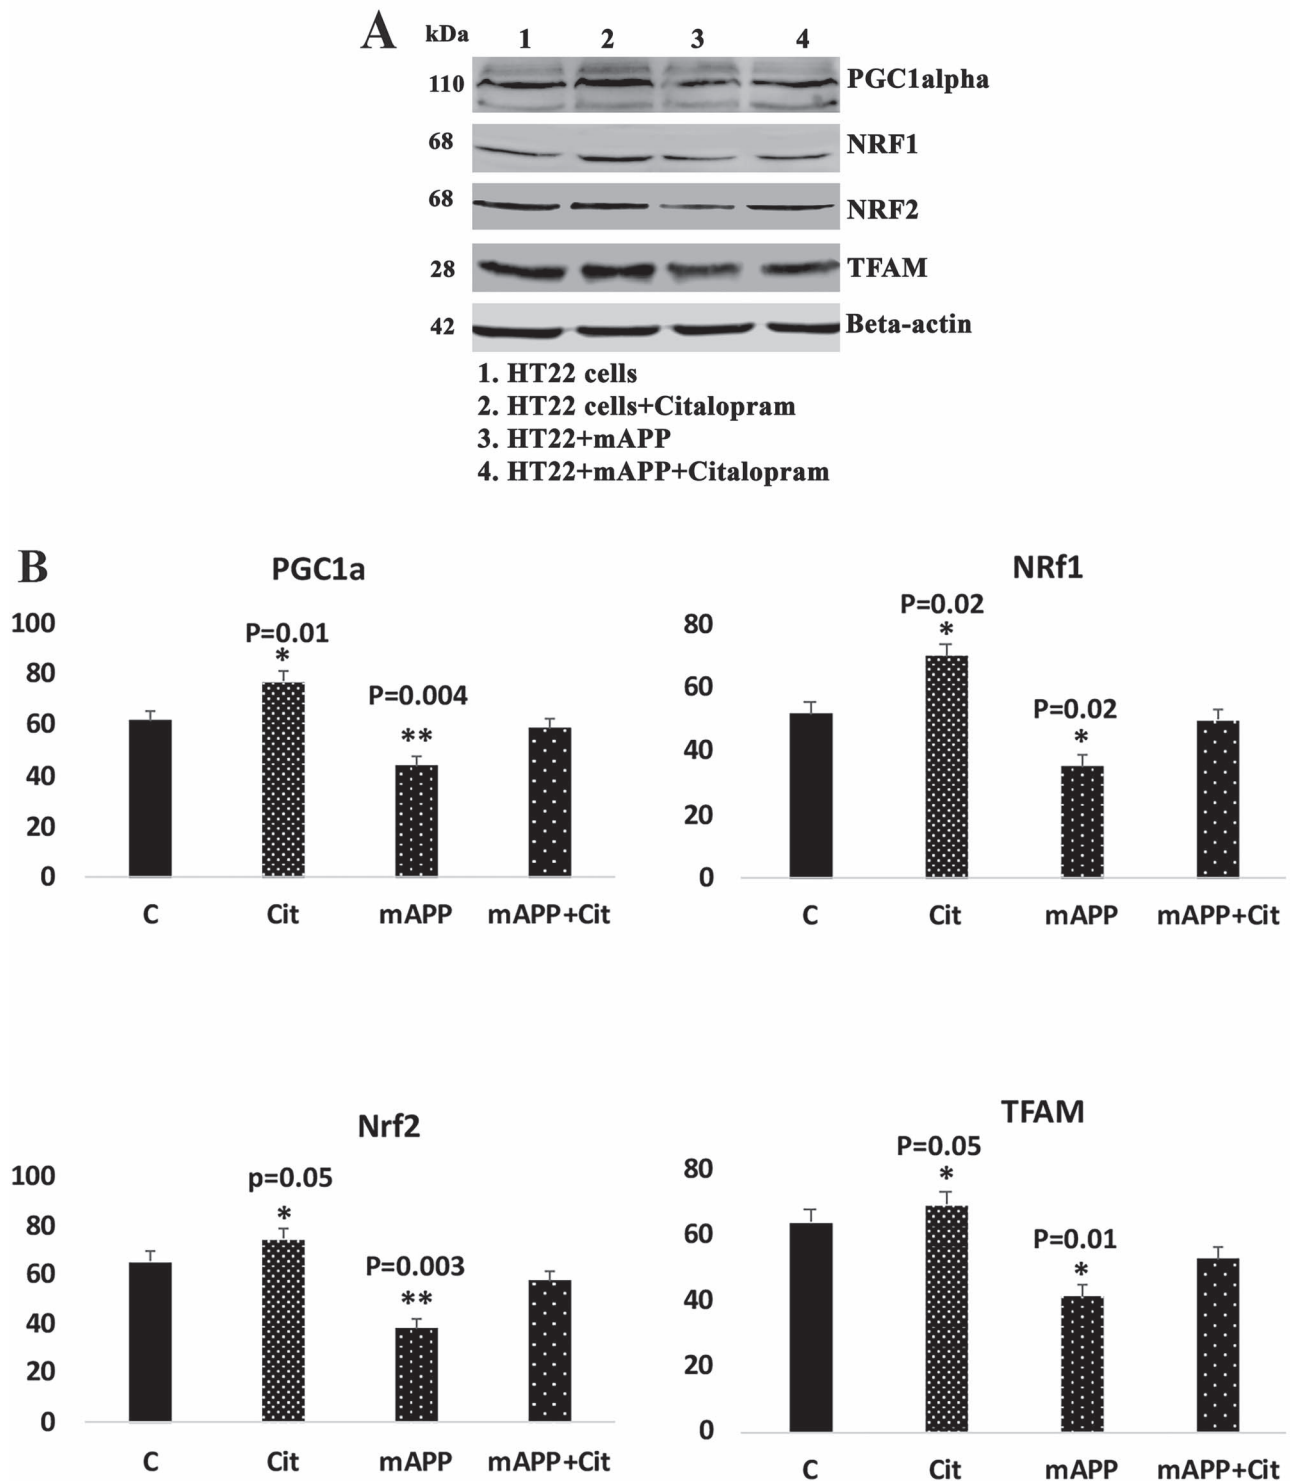 A kDa 1 2 3 4
110 PGC1alpha
68 NRF1
68 NRF2
28 TFAM
42 Beta-actin
1. HT22 cells
2. HT22 cells+Citalopram
3. HT22+mAPP
4. HT22+mAPP+Citalopram
B
PGC1a
100
80
60
40
20
0
P=0.01
*
P=0.004
**
C Cit mAPP mAPP+Cit
NRf1
80
60
40
20
0
P=0.02
*
P=0.02
*
C Cit mAPP mAPP+Cit
Nrf2
100
80
60
40
20
0
p=0.05
*
P=0.003
**
C Cit mAPP mAPP+Cit
TFAM
80
60
40
20
0
P=0.05
*
P=0.01
*
C Cit mAPP mAPP+Cit